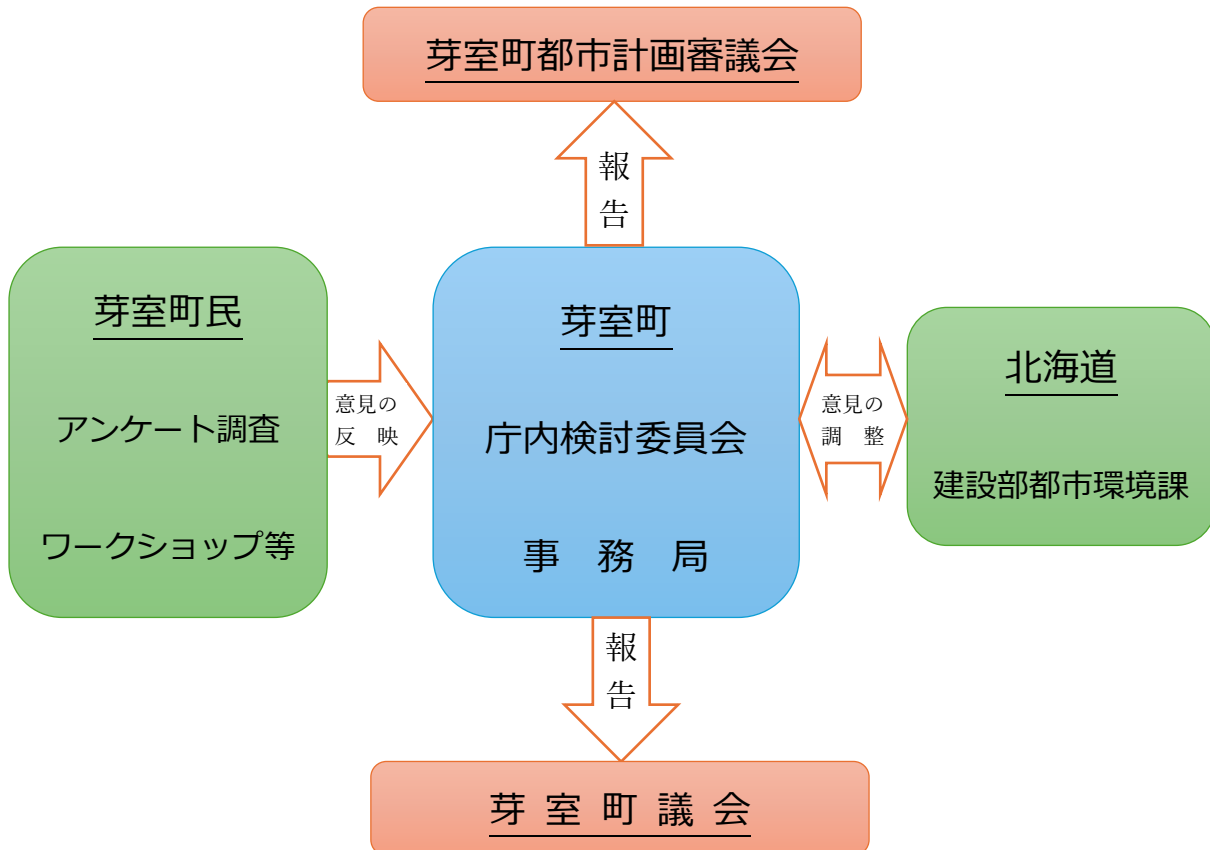 芽室町都市計画審議会
報
告
芽室町民
アンケート調査
ワークショップ等
意見の
反　映
芽室町
庁内検討委員会
事　務　局
意見の
調　整
北海道
建設部都市環境課
報
告
芽 室 町 議 会